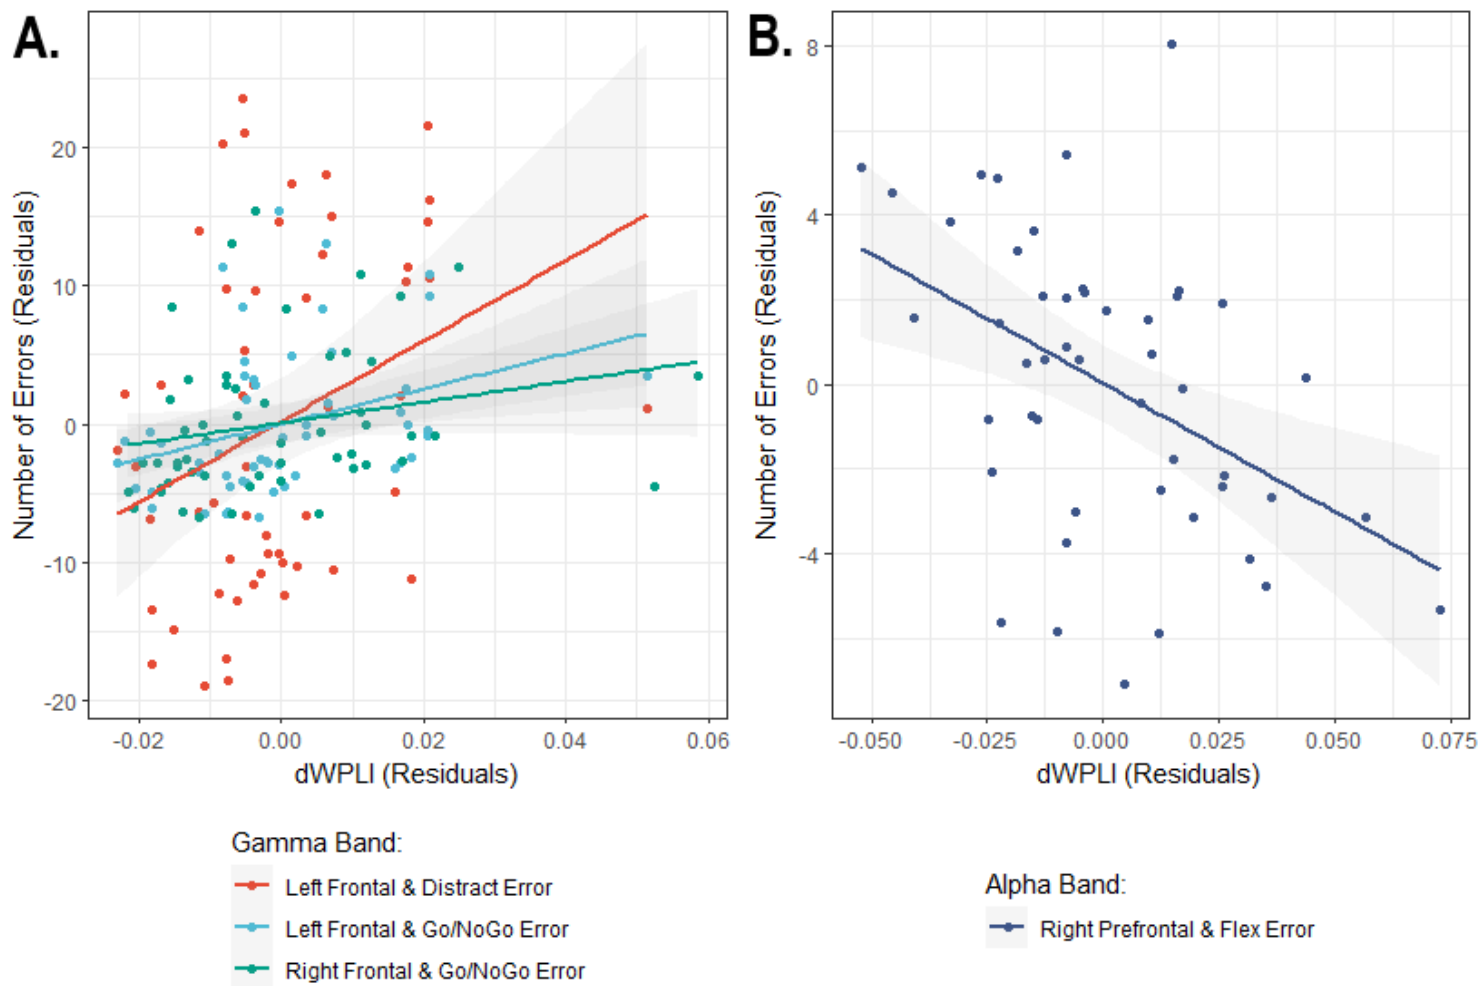 A.
Number of Errors (Residuals)
20
10
0
-10
-20
-0.02 0.00 0.02 0.04 0.06
dWPLI (Residuals)
Gamma Band:
Left Frontal & Distract Error
Left Frontal & Go/NoGo Error
Right Frontal & Go/NoGo Error
B.
Number of Errors (Residuals)
8
4
0
-4
-0.050 -0.025 0.000 0.025 0.050 0.075
dWPLI (Residuals)
Alpha Band:
Right Prefrontal & Flex Error